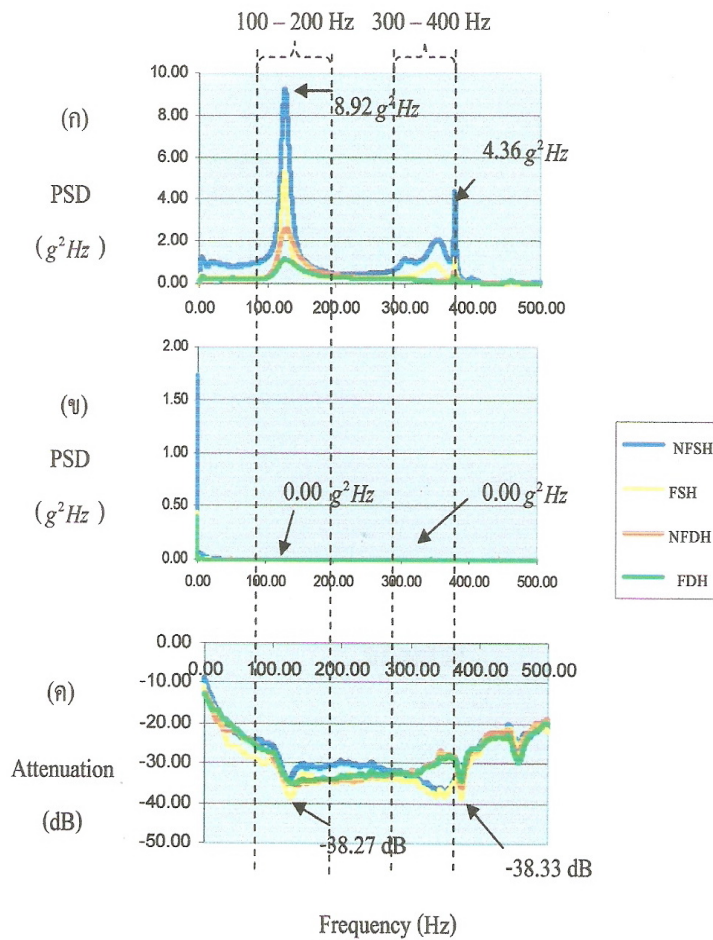 100 – 200 Hz 300 – 400 Hz
10.00
(ก)
8.00
8.92 g²Hz
6.00
4.36 g²Hz
PSD
4.00
(g²Hz)
2.00
0.00
0.00 100.00 200.00 300.00 400.00 500.00
2.00
(ข)
1.50
PSD
1.00
(g²Hz)
0.50
0.00 g²Hz 0.00 g²Hz
0.00
0.00 100.00 200.00 300.00 400.00 500.00
NFSH
FSH
NFDH
FDH
0.00
0.00 100.00 200.00 300.00 400.00 500.00
(ค)
-10.00
-20.00
Attenuation
-30.00
(dB)
-40.00
-50.00
-38.27 dB
-38.33 dB
Frequency (Hz)